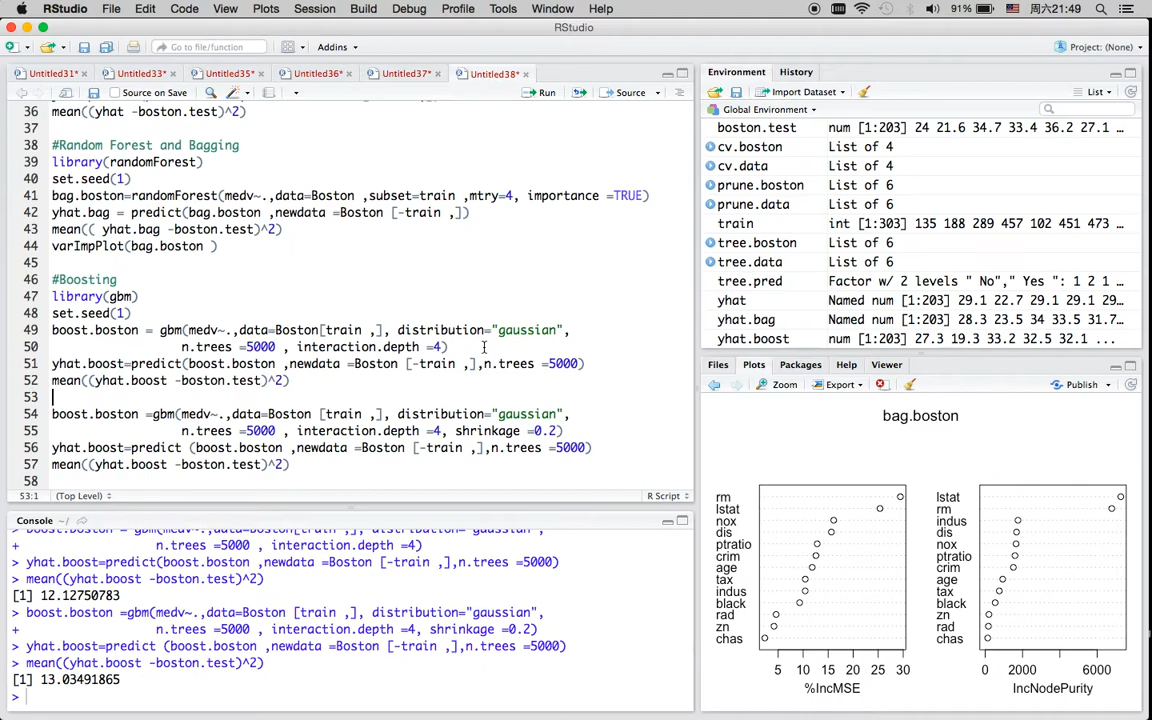 RStudio File Edit Code View Plots Session Build Debug Profile Tools Window Help 91% 周六21:49
RStudio
Go to file/function Addins Project: (None)
Untitled31* Untitled33* Untitled35* Untitled36* Untitled37* Untitled38*
Source on Save Run Source
36 mean((yhat -boston.test)^2)
37
38 #Random Forest and Bagging
39 library(randomForest)
40 set.seed(1)
41 bag.boston=randomForest(medv~.,data=Boston ,subset=train ,mtry=4, importance =TRUE)
42 yhat.bag = predict(bag.boston ,newdata =Boston [-train ,])
43 mean(( yhat.bag -boston.test)^2)
44 varImpPlot(bag.boston )
45
46 #Boosting
47 library(gbm)
48 set.seed(1)
49 boost.boston = gbm(medv~.,data=Boston[train ,], distribution="gaussian",
50 n.trees =5000 , interaction.depth =4)
51 yhat.boost=predict(boost.boston ,newdata =Boston [-train ,],n.trees =5000)
52 mean((yhat.boost -boston.test)^2)
53
54 boost.boston =gbm(medv~.,data=Boston [train ,], distribution="gaussian",
55 n.trees =5000 , interaction.depth =4, shrinkage =0.2)
56 yhat.boost=predict (boost.boston ,newdata =Boston [-train ,],n.trees =5000)
57 mean((yhat.boost -boston.test)^2)
58
53:1 (Top Level) R Script
Console ~/
> boost.boston = gbm(medv~.,data=Boston[train ,], distribution="gaussian",
+ n.trees =5000 , interaction.depth =4)
> yhat.boost=predict(boost.boston ,newdata =Boston [-train ,],n.trees =5000)
> mean((yhat.boost -boston.test)^2)
[1] 12.12750783
> boost.boston =gbm(medv~.,data=Boston [train ,], distribution="gaussian",
+ n.trees =5000 , interaction.depth =4, shrinkage =0.2)
> yhat.boost=predict (boost.boston ,newdata =Boston [-train ,],n.trees =5000)
> mean((yhat.boost -boston.test)^2)
[1] 13.03491865
>
Environment History
Import Dataset List
Global Environment
boston.test num [1:203] 24 21.6 34.7 33.4 36.2 27.1 …
cv.boston List of 4
cv.data List of 4
prune.boston List of 6
prune.data List of 6
train int [1:303] 135 188 289 457 102 451 473 …
tree.boston List of 6
tree.data List of 6
tree.pred Factor w/ 2 levels " No"," Yes ": 1 2 1 …
yhat Named num [1:203] 29.1 22.7 29.1 29.1 29…
yhat.bag Named num [1:203] 28.3 23.5 34 33.5 31.7…
yhat.boost num [1:203] 27.3 19.3 33.2 32.5 32.1 ...
Files Plots Packages Help Viewer
Zoom Export Publish
bag.boston
rm
lstat
nox
dis
ptratio
crim
age
tax
indus
black
rad
zn
chas
5 10 15 20 25 30
%IncMSE
lstat
rm
indus
dis
nox
ptratio
crim
age
tax
black
zn
rad
chas
0 2000 6000
IncNodePurity